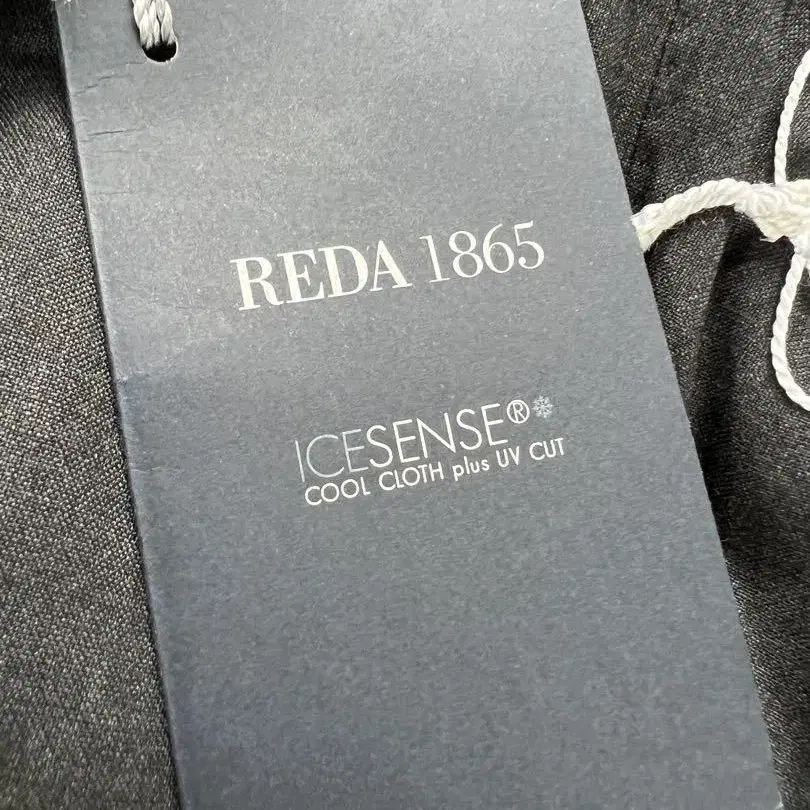 REDA 1865
ICESENSE®
COOL CLOTH plus UV CUT